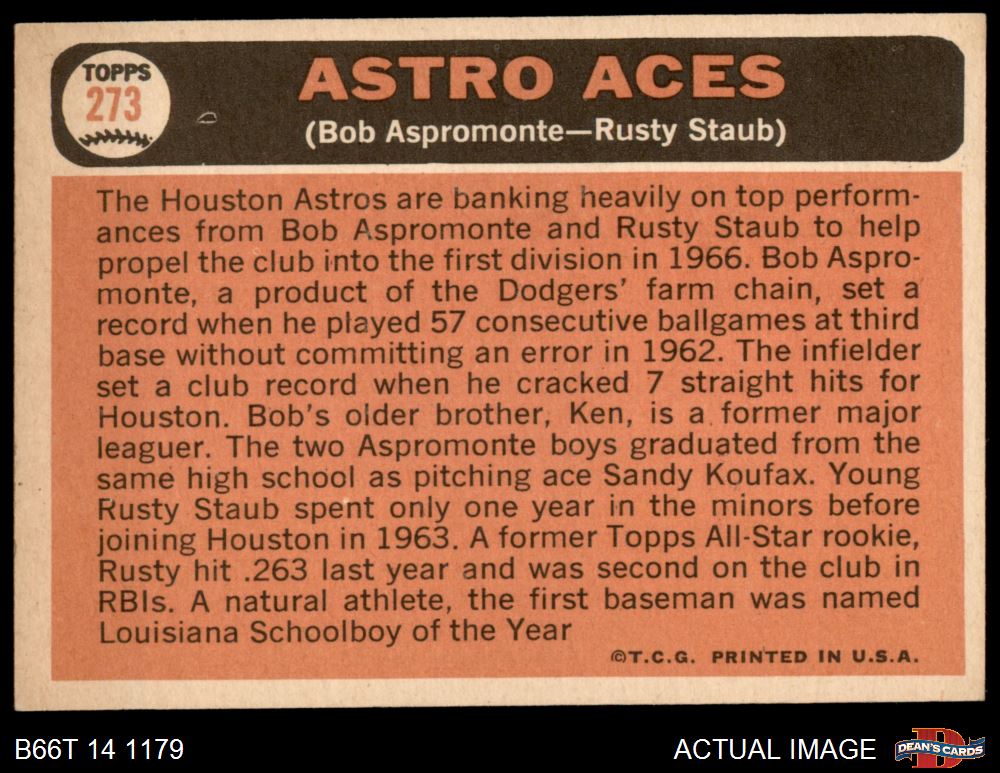 TOPPS
273
ASTRO ACES
(Bob Aspromonte—Rusty Staub)
The Houston Astros are banking heavily on top perform-
ances from Bob Aspromonte and Rusty Staub to help
propel the club into the first division in 1966. Bob Aspro-
monte, a product of the Dodgers' farm chain, set a
record when he played 57 consecutive ballgames at third
base without committing an error in 1962. The infielder
set a club record when he cracked 7 straight hits for
Houston. Bob's older brother, Ken, is a former major
leaguer. The two Aspromonte boys graduated from the
same high school as pitching ace Sandy Koufax. Young
Rusty Staub spent only one year in the minors before
joining Houston in 1963. A former Topps All-Star rookie,
Rusty hit .263 last year and was second on the club in
RBIs. A natural athlete, the first baseman was named
Louisiana Schoolboy of the Year
©T.C.G. PRINTED IN U.S.A.
B66T 14 1179
ACTUAL IMAGE
D
DEAN'S CARDS